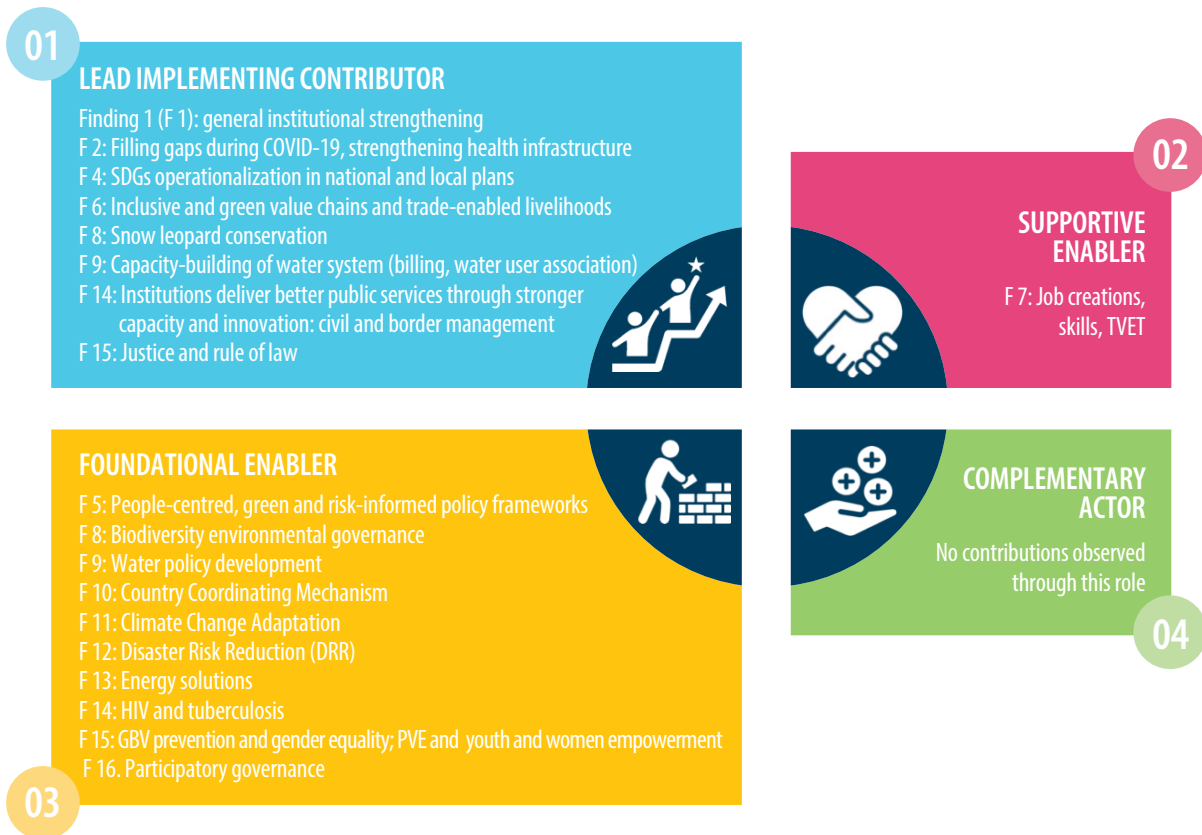 01
LEAD IMPLEMENTING CONTRIBUTOR
Finding 1 (F 1): general institutional strengthening
F 2: Filling gaps during COVID-19, strengthening health infrastructure
F 4: SDGs operationalization in national and local plans
F 6: Inclusive and green value chains and trade-enabled livelihoods
F 8: Snow leopard conservation
F 9: Capacity-building of water system (billing, water user association)
F 14: Institutions deliver better public services through stronger
capacity and innovation: civil and border management
F 15: Justice and rule of law
02
SUPPORTIVE
ENABLER
F 7: Job creations,
skills, TVET
FOUNDATIONAL ENABLER
F 5: People-centred, green and risk-informed policy frameworks
F 8: Biodiversity environmental governance
F 9: Water policy development
F 10: Country Coordinating Mechanism
F 11: Climate Change Adaptation
F 12: Disaster Risk Reduction (DRR)
F 13: Energy solutions
F 14: HIV and tuberculosis
F 15: GBV prevention and gender equality; PVE and youth and women empowerment
F 16. Participatory governance
03
COMPLEMENTARY
ACTOR
No contributions observed
through this role
04